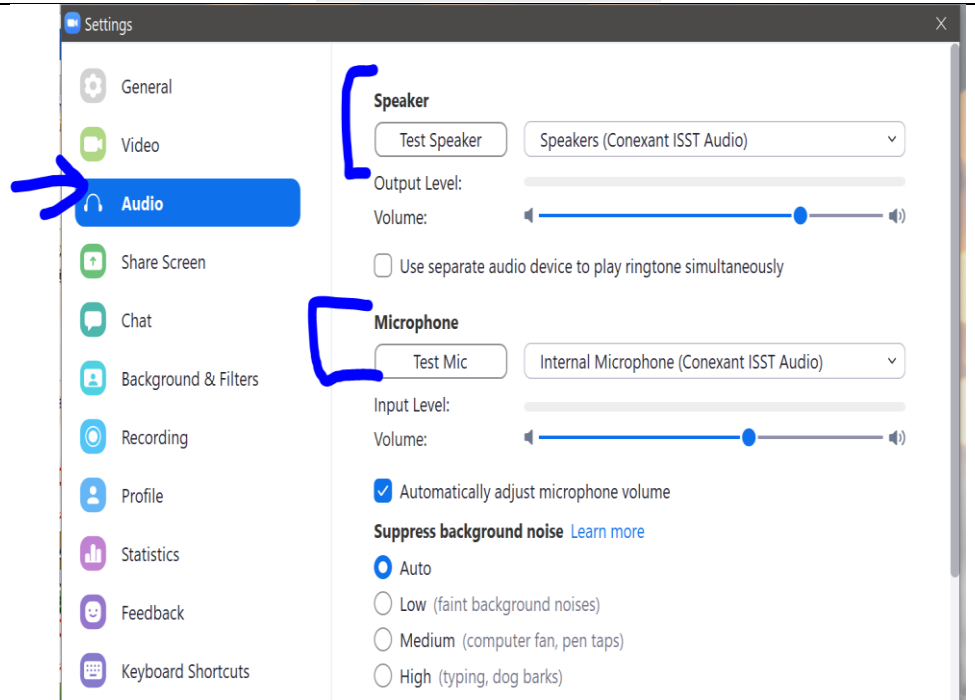 Settings
General
Video
Audio
Share Screen
Chat
Background & Filters
Recording
Profile
Statistics
Feedback
Keyboard Shortcuts
Speaker
Test Speaker Speakers (Conexant ISST Audio)
Output Level:
Volume:
Use separate audio device to play ringtone simultaneously
Microphone
Test Mic Internal Microphone (Conexant ISST Audio)
Input Level:
Volume:
Automatically adjust microphone volume
Suppress background noise Learn more
Auto
Low (faint background noises)
Medium (computer fan, pen taps)
High (typing, dog barks)